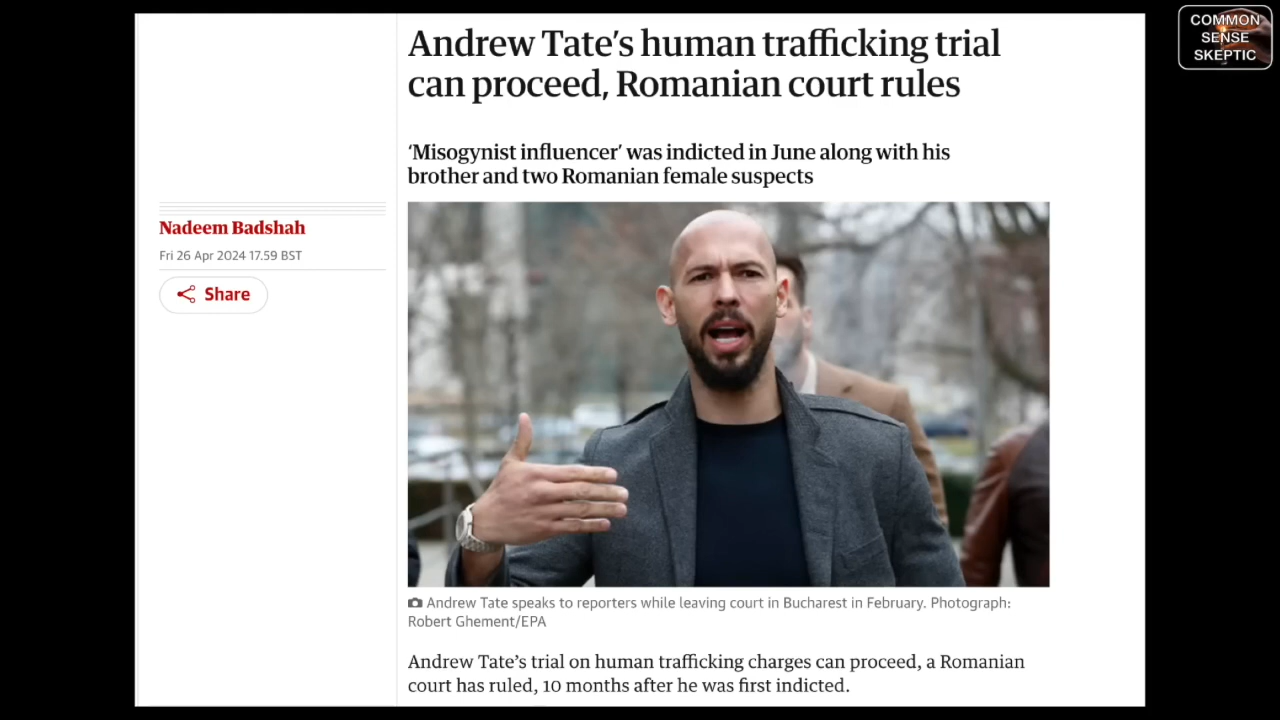 COMMON
SENSE
SKEPTIC
Andrew Tate’s human trafficking trial
can proceed, Romanian court rules
‘Misogynist influencer’ was indicted in June along with his
brother and two Romanian female suspects
Nadeem Badshah
Fri 26 Apr 2024 17.59 BST
Share
Andrew Tate speaks to reporters while leaving court in Bucharest in February. Photograph:
Robert Ghement/EPA
Andrew Tate’s trial on human trafficking charges can proceed, a Romanian
court has ruled, 10 months after he was first indicted.